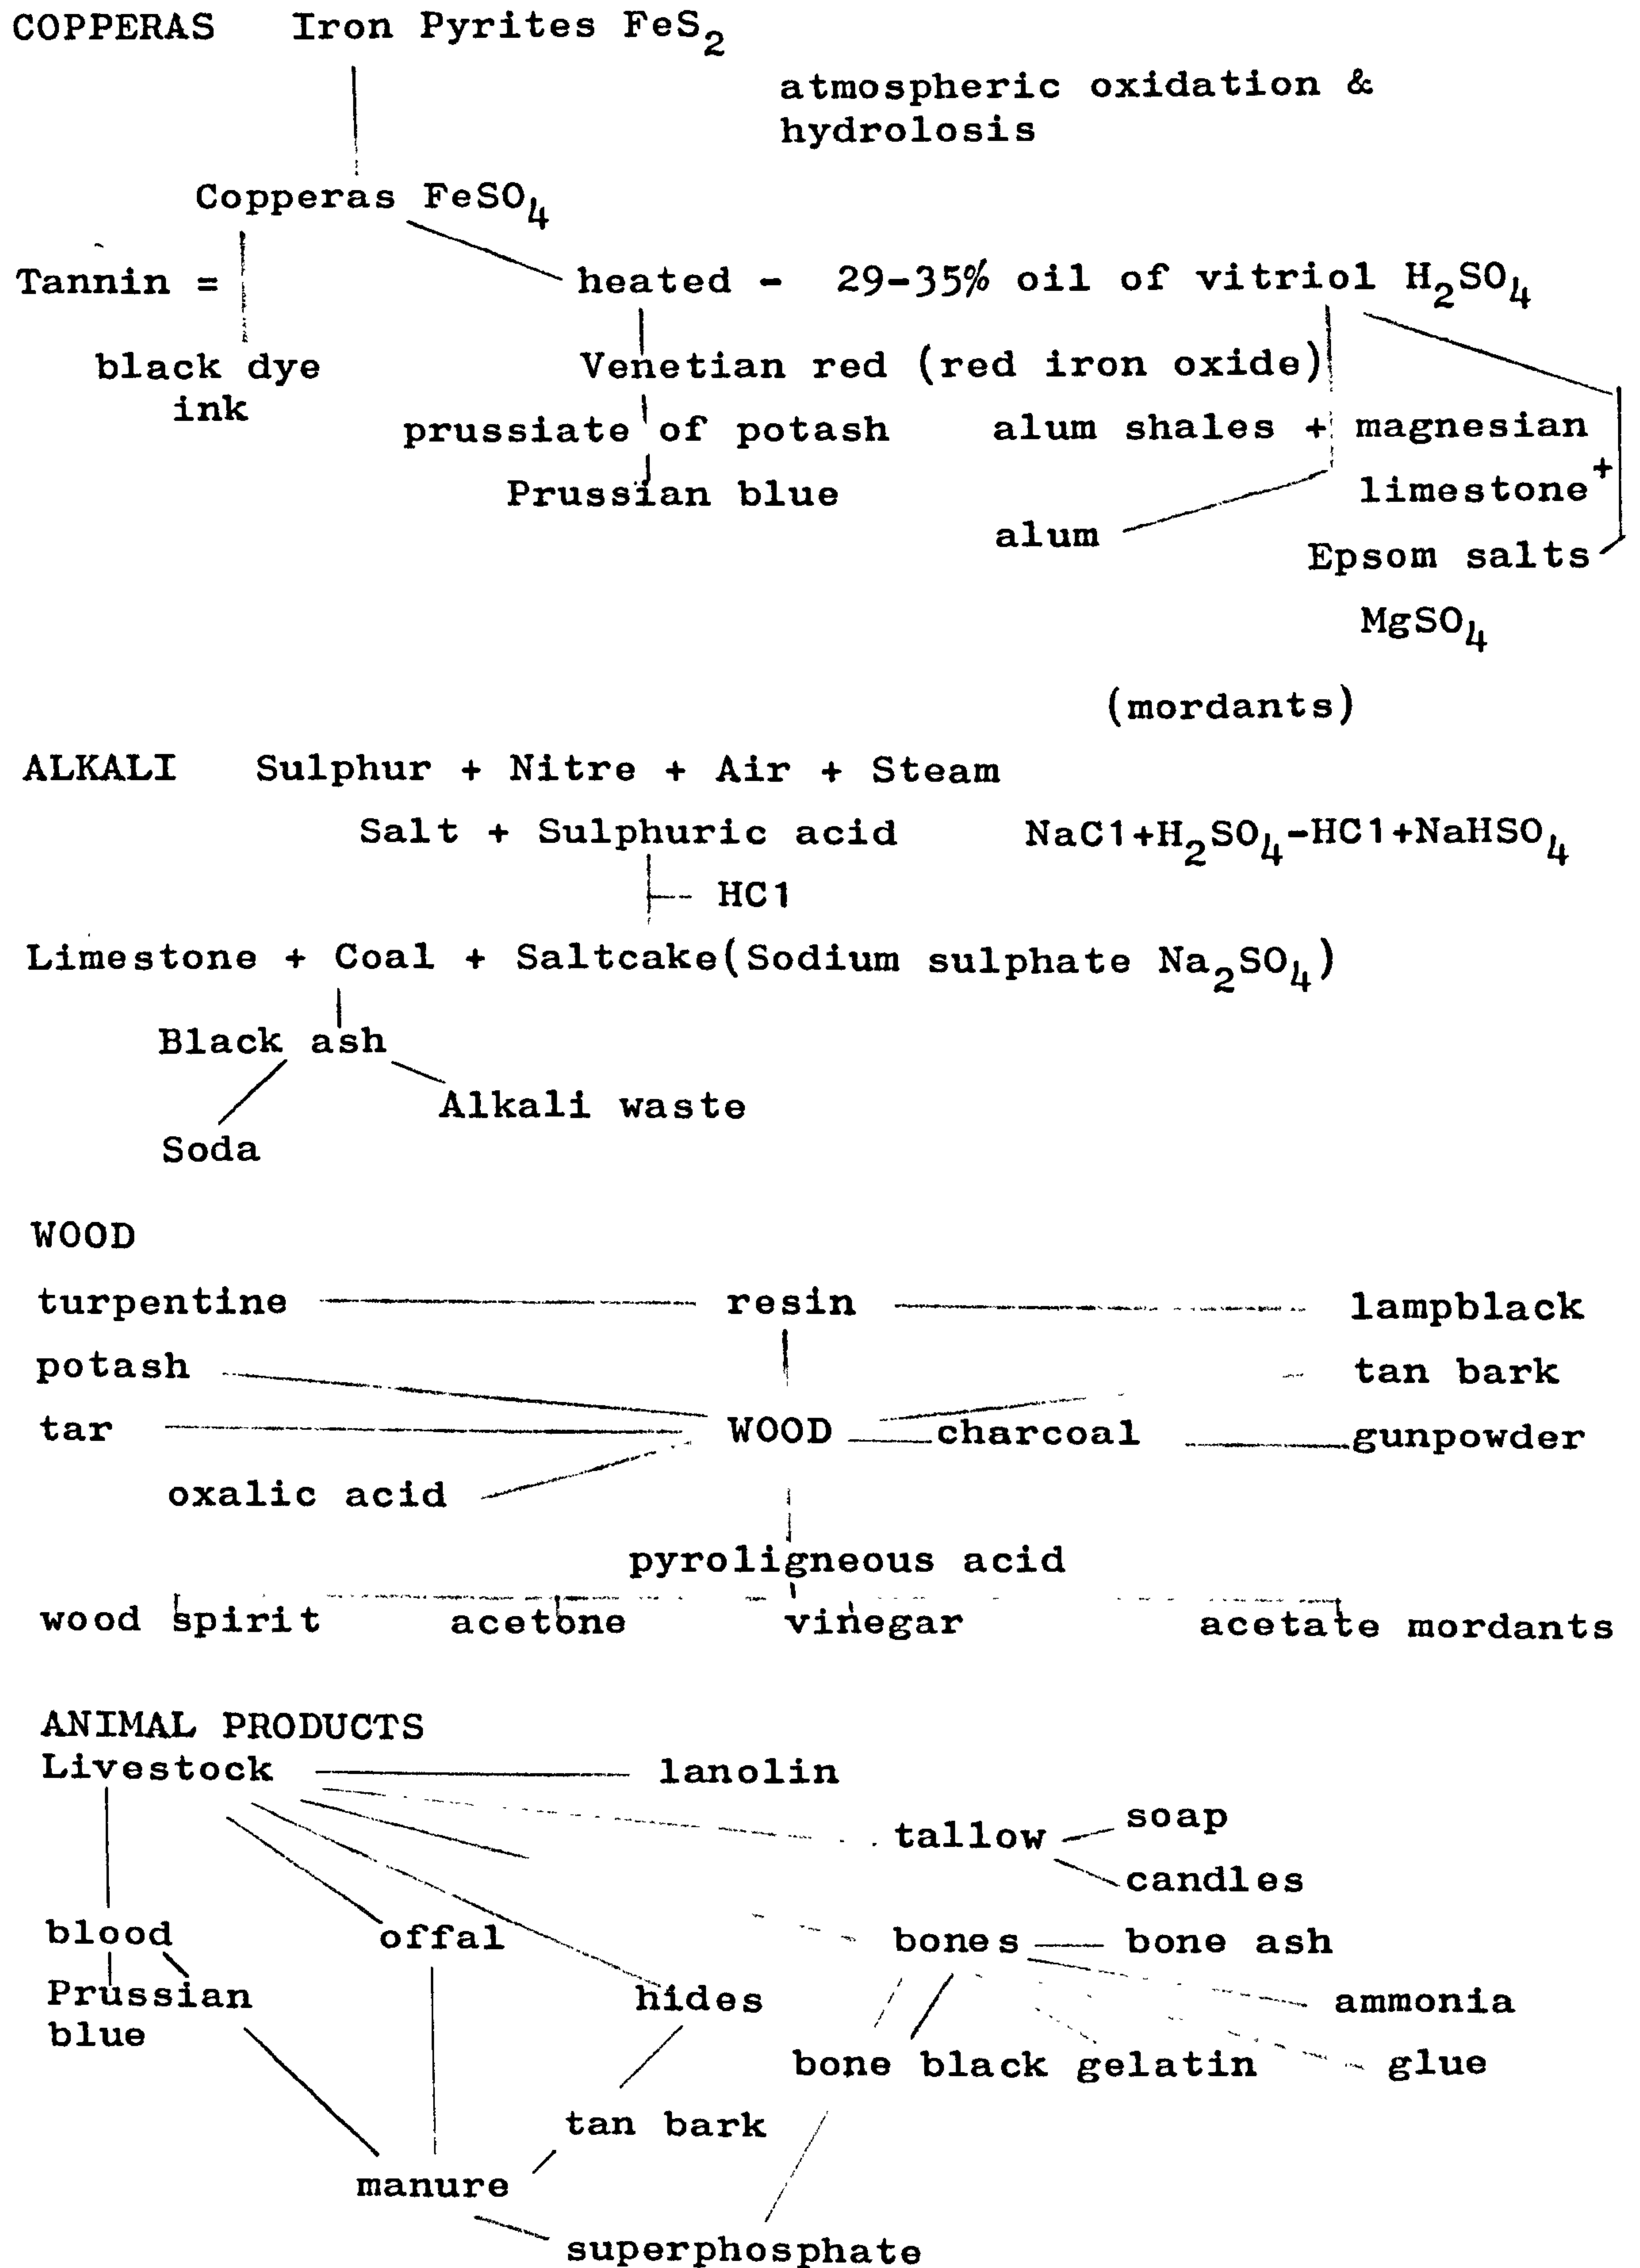 COPPERAS Iron Pyrites FeS2
atmospheric oxidation &
hydrolosis
Copperas FeSO4
Tannin =
heated - 29-35% oil of vitriol H2SO4
black dye
ink
Venetian red (red iron oxide)
prussiate of potash
alum shales + magnesian
limestone +
Prussian blue
alum
Epsom salts
MgSO4
(mordants)
ALKALI Sulphur + Nitre + Air + Steam
Salt + Sulphuric acid NaCl+H2SO4-HCl+NaHSO4
HCl
Limestone + Coal + Saltcake(Sodium sulphate Na2SO4)
Black ash
Alkali waste
Soda
WOOD
turpentine resin lampblack
potash tan bark
tar WOOD charcoal gunpowder
oxalic acid
pyroligneous acid
wood spirit acetone vinegar acetate mordants
ANIMAL PRODUCTS
Livestock lanolin
tallow soap
candles
blood offal bones bone ash
Prussian
blue
hides ammonia
bone black gelatin glue
tan bark
manure
superphosphate